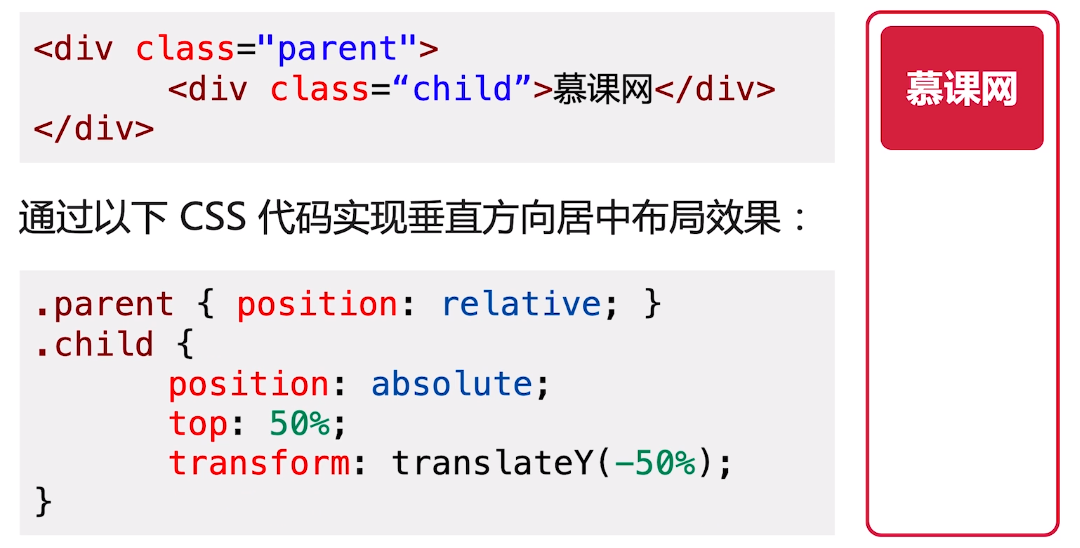 <div class="parent">
<div class=“child”>慕课网</div>
</div>
慕课网
通过以下 CSS 代码实现垂直方向居中布局效果：
.parent { position: relative; }
.child {
position: absolute;
top: 50%;
transform: translateY(-50%);
}